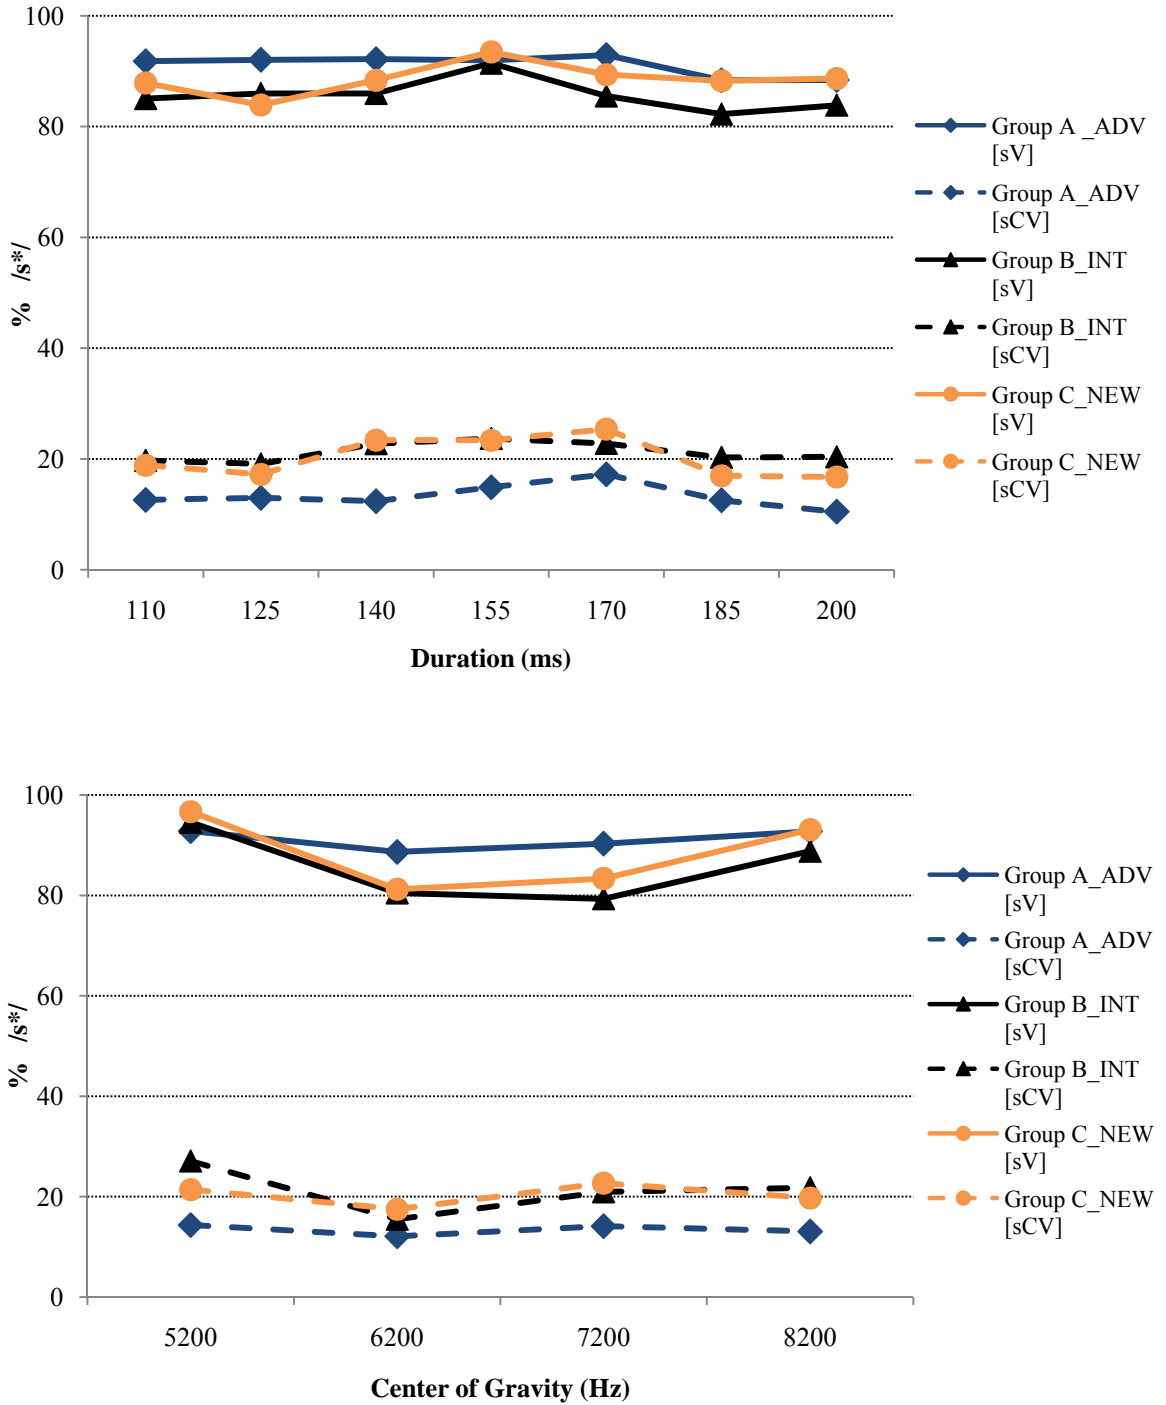 100
80
60
40
20
0
% /s*/
110 125 140 155 170 185 200
Duration (ms)
Group A _ADV
[sV]
Group A_ADV
[sCV]
Group B_INT
[sV]
Group B_INT
[sCV]
Group C_NEW
[sV]
Group C_NEW
[sCV]
100
80
60
40
20
0
% /s*/
5200 6200 7200 8200
Center of Gravity (Hz)
Group A_ADV
[sV]
Group A_ADV
[sCV]
Group B_INT
[sV]
Group B_INT
[sCV]
Group C_NEW
[sV]
Group C_NEW
[sCV]